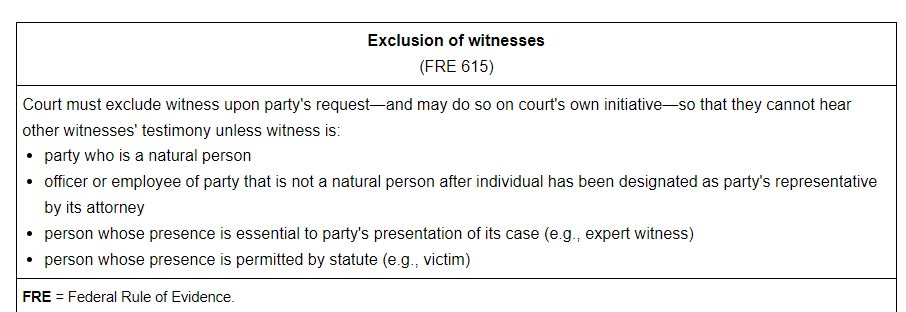 Exclusion of witnesses
(FRE 615)
Court must exclude witness upon party's request—and may do so on court's own initiative—so that they cannot hear
other witnesses' testimony unless witness is:
• party who is a natural person
• officer or employee of party that is not a natural person after individual has been designated as party's representative
by its attorney
• person whose presence is essential to party's presentation of its case (e.g., expert witness)
• person whose presence is permitted by statute (e.g., victim)
FRE = Federal Rule of Evidence.